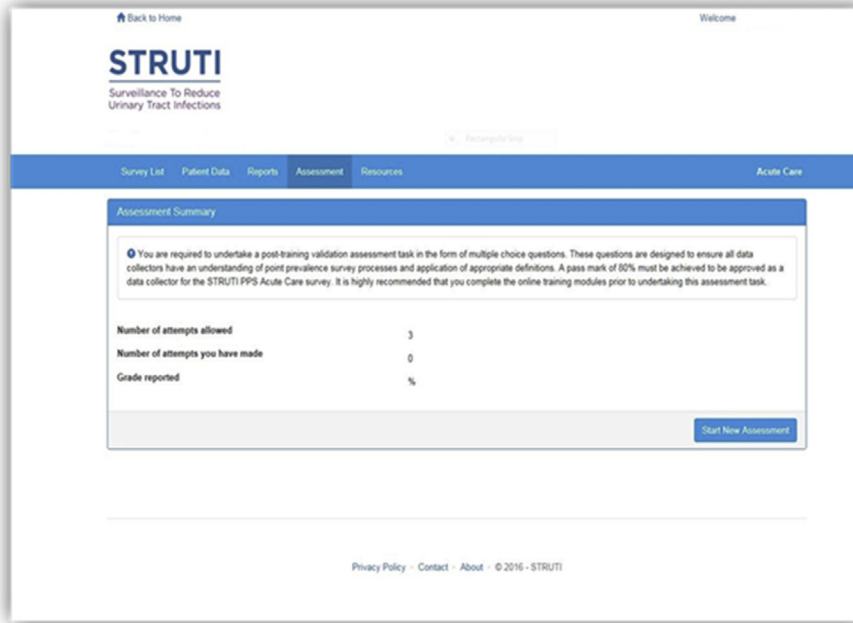 Back to Home
Welcome
STRUTI
Surveillance To Reduce
Urinary Tract Infections
Rectangular Snip
Survey List Patient Data Reports Assessment Resources Acute Care
Assessment Summary
You are required to undertake a post-training validation assessment task in the form of multiple choice questions. These questions are designed to ensure all data
collectors have an understanding of point prevalence survey processes and application of appropriate definitions. A pass mark of 80% must be achieved to be approved as a
data collector for the STRUTI PPS Acute Care survey. It is highly recommended that you complete the online training modules prior to undertaking this assessment task.
Number of attempts allowed 3
Number of attempts you have made 0
Grade reported %
Start New Assessment
Privacy Policy - Contact - About - © 2016 - STRUTI